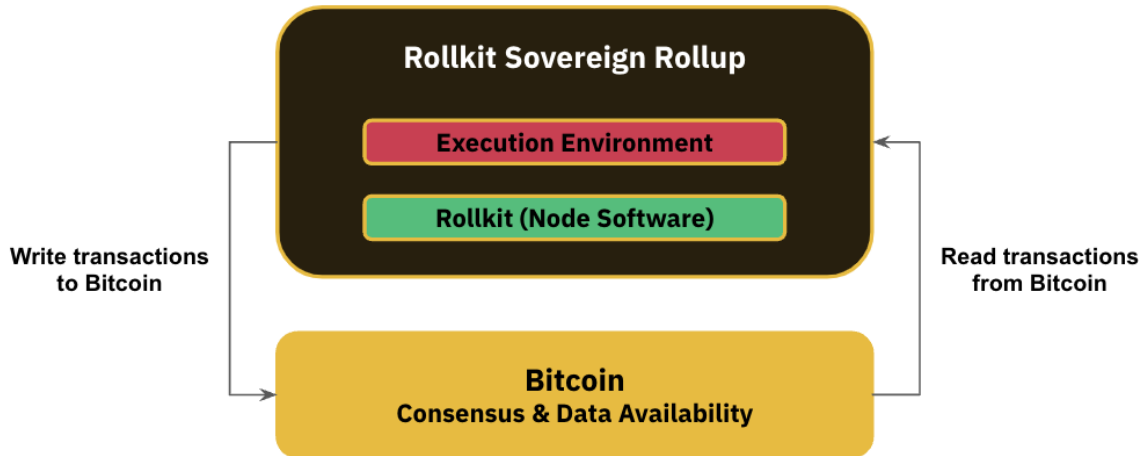 Rollkit Sovereign Rollup
Execution Environment
Rollkit (Node Software)
Write transactions
to Bitcoin
Read transactions
from Bitcoin
Bitcoin
Consensus & Data Availability